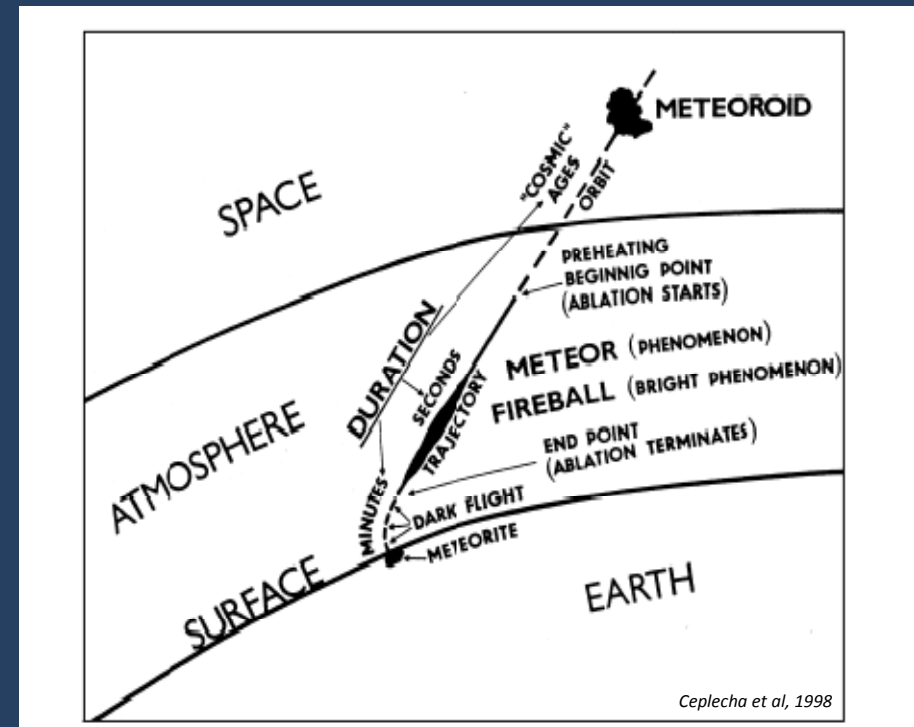 METEOROID
"COSMIC"
AGES
ORBIT
SPACE
PREHEATING
BEGINNIG POINT
(ABLATION STARTS)
DURATION
SECONDS
METEOR (PHENOMENON)
FIREBALL (BRIGHT PHENOMENON)
TRAJECTORY
ATMOSPHERE
END POINT
(ABLATION TERMINATES)
MINUTES
DARK FLIGHT
METEORITE
SURFACE
EARTH
Ceplecha et al, 1998